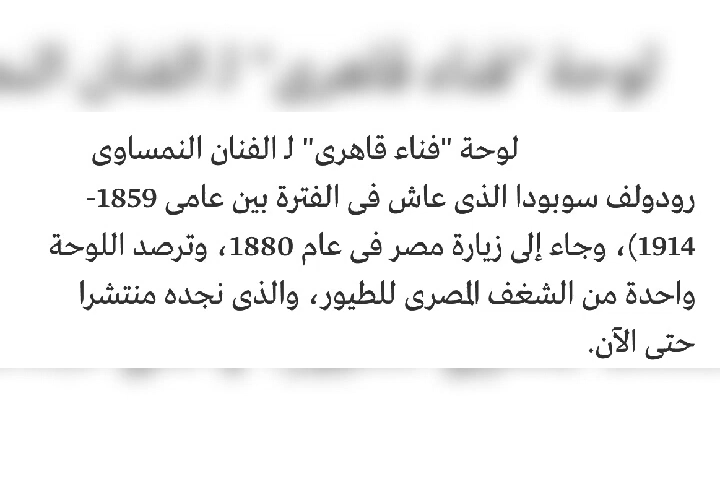 لوحة "فناء قاهرى" لـ الفنان النمساوى
رودولف سوبودا الذى عاش فى الفترة بين عامى 1859-
1914)، وجاء إلى زيارة مصر فى عام 1880، وترصد اللوحة
واحدة من الشغف المصرى للطيور، والذى نجده منتشرا
حتى الآن.